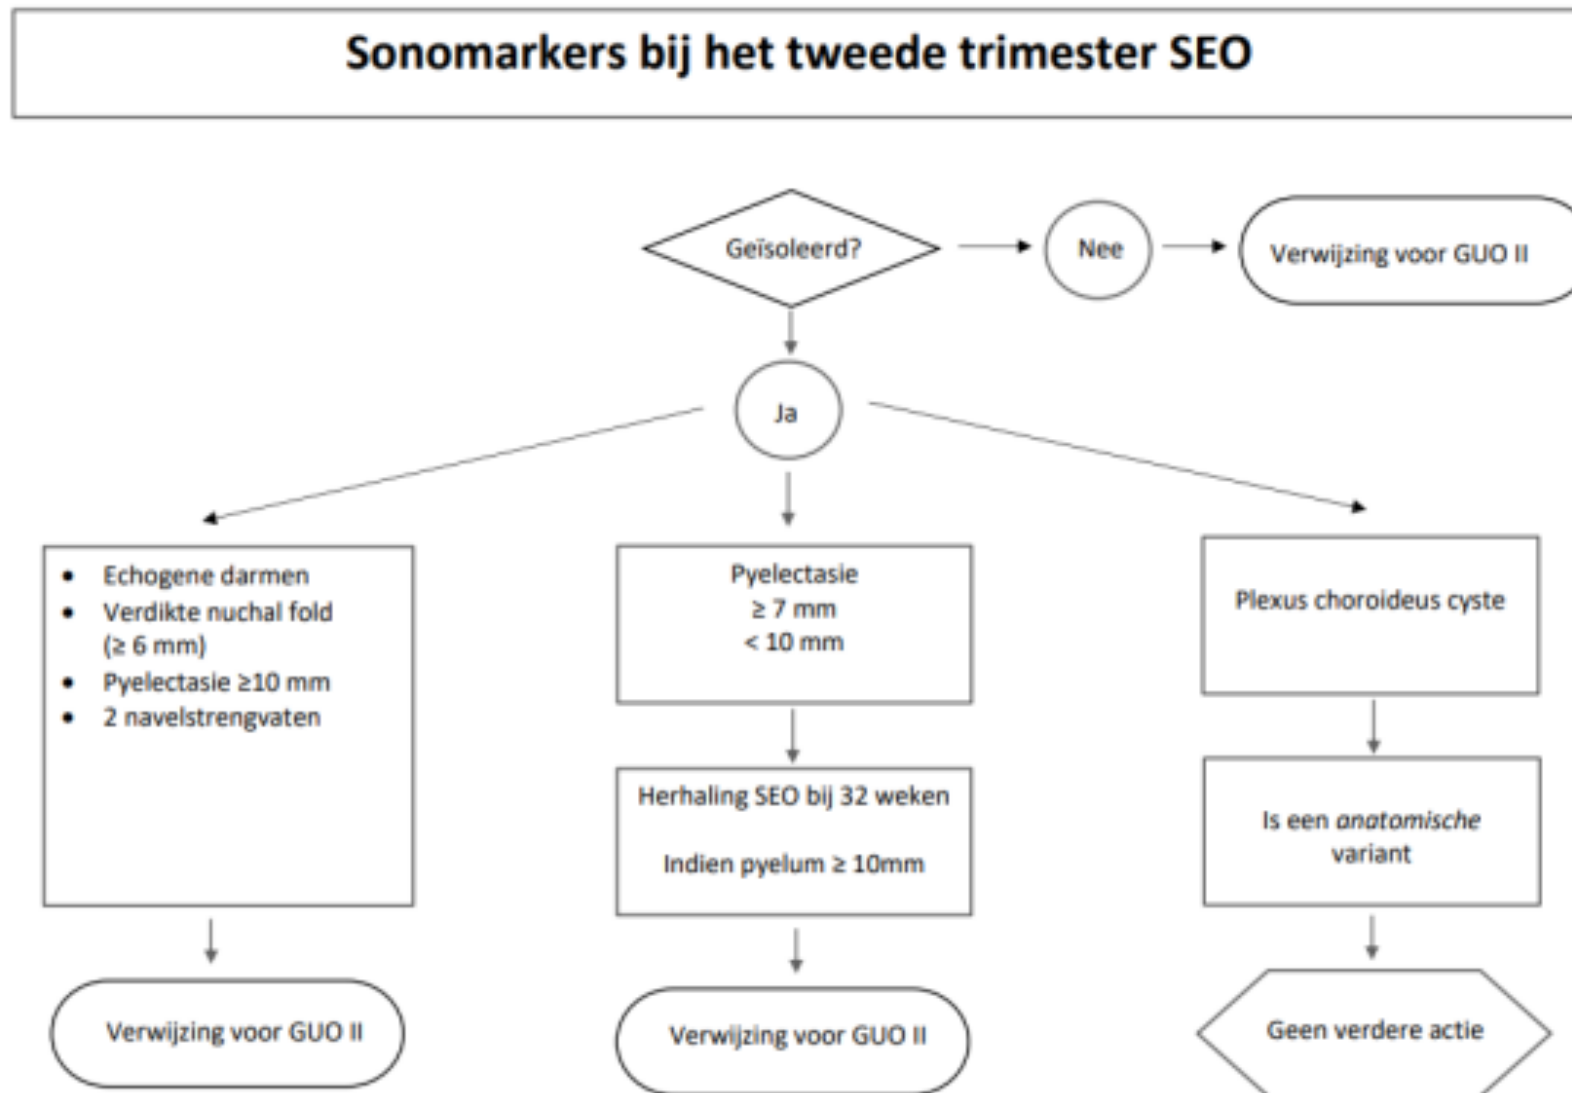 Sonomarkers bij het tweede trimester SEO
Geïsoleerd?
Nee
Verwijzing voor GUO II
Ja
• Echogene darmen
• Verdikte nuchal fold
(≥ 6 mm)
• Pyelectasie ≥10 mm
• 2 navelstrengvaten
Verwijzing voor GUO II
Pyelectasie
≥ 7 mm
< 10 mm
Herhaling SEO bij 32 weken
Indien pyelum ≥ 10mm
Verwijzing voor GUO II
Plexus choroideus cyste
Is een anatomische
variant
Geen verdere actie